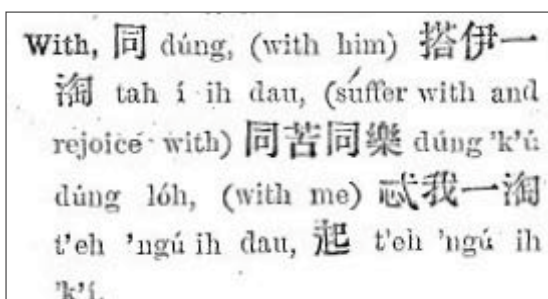 With, 同 dúng, (with him) 搭伊一
淘 tah í ih dau, (suffer with and
rejoice with) 同苦同樂 dúng 'k'ú
dúng lóh, (with me) 忒我一淘
t'eh 'ngú ih dau, 起 t'eh 'ngú ih
'k'í.